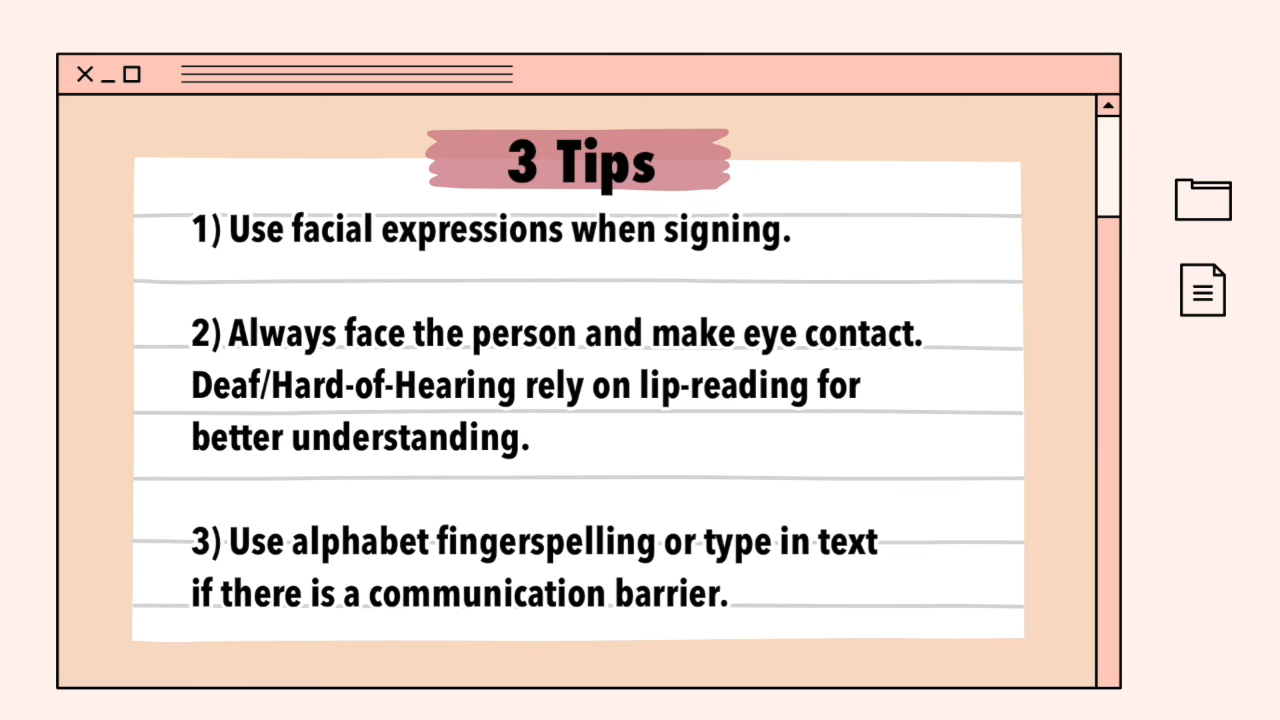 3 Tips
1) Use facial expressions when signing.
2) Always face the person and make eye contact.
Deaf/Hard-of-Hearing rely on lip-reading for
better understanding.
3) Use alphabet fingerspelling or type in text
if there is a communication barrier.